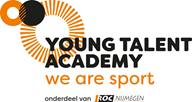 YOUNG TALENT
ACADEMY
we are sport
onderdeel van ROC NIJMEGEN